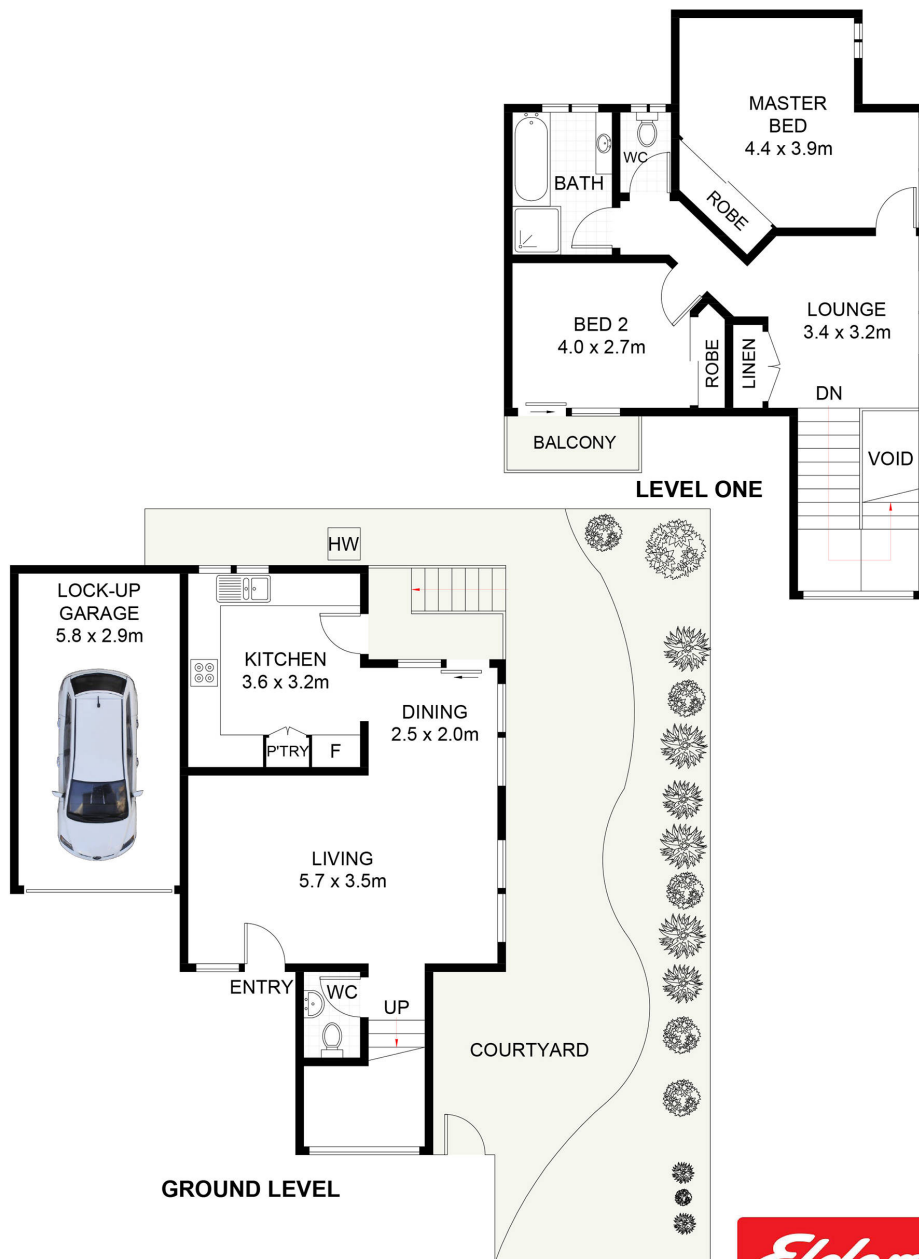 MASTER
BED
4.4 x 3.9m
WC
BATH
ROBE
LOUNGE
3.4 x 3.2m
BED 2
4.0 x 2.7m
ROBE
LINEN
DN
VOID
BALCONY
LEVEL ONE
HW
LOCK-UP
GARAGE
5.8 x 2.9m
KITCHEN
3.6 x 3.2m
DINING
2.5 x 2.0m
P'TRY
F
LIVING
5.7 x 3.5m
ENTRY
WC
UP
COURTYARD
GROUND LEVEL